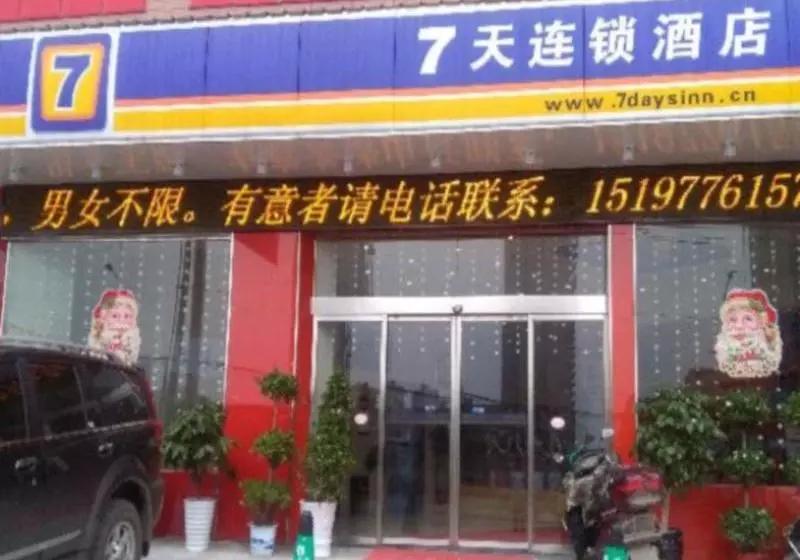 7 7天连锁酒店
www.7daysinn.cn
，男女不限。有意者请电话联系：1519776157